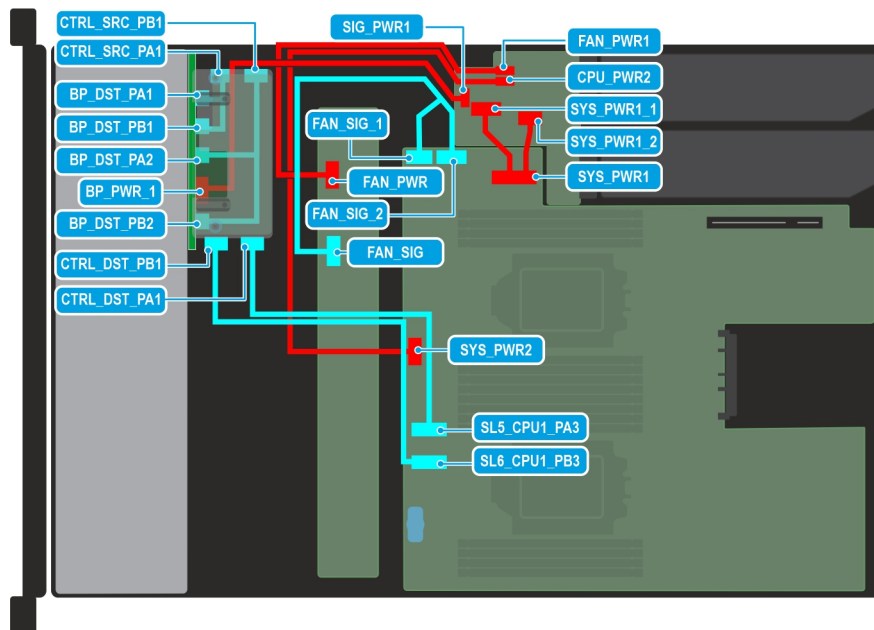 CTRL_SRC_PB1
SIG_PWR1
FAN_PWR1
CTRL_SRC_PA1
CPU_PWR2
BP_DST_PA1
SYS_PWR1_1
BP_DST_PB1
FAN_SIG_1
SYS_PWR1_2
BP_DST_PA2
SYS_PWR1
FAN_PWR
BP_PWR_1
FAN_SIG_2
BP_DST_PB2
FAN_SIG
CTRL_DST_PB1
CTRL_DST_PA1
SYS_PWR2
SL5_CPU1_PA3
SL6_CPU1_PB3